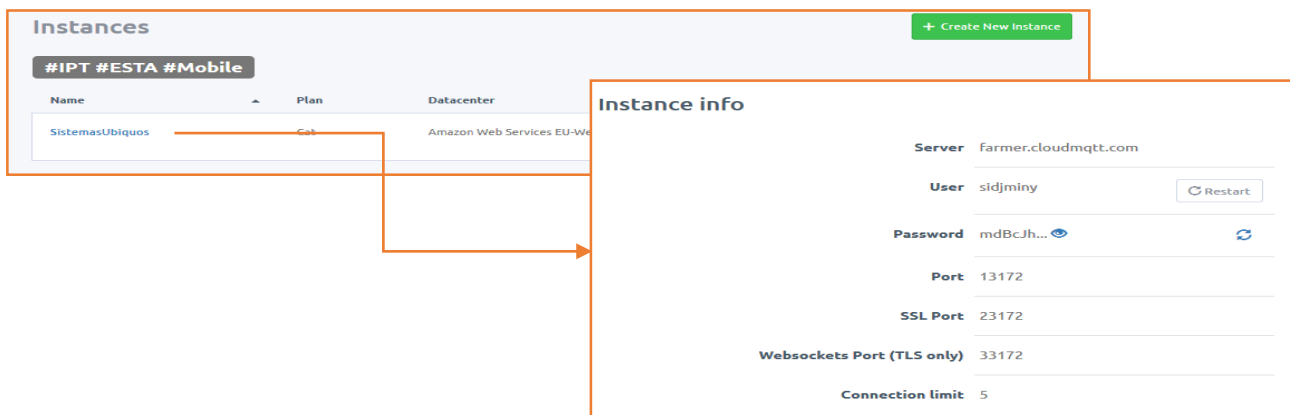 Instances
+ Create New Instance
#IPT #ESTA #Mobile
Name Plan Datacenter
SistemasUbiquos Cat Amazon Web Services EU-We
Instance info
Server farmer.cloudmqtt.com
User sidjminy Restart
Password mdBcJh...
Port 13172
SSL Port 23172
Websockets Port (TLS only) 33172
Connection limit 5